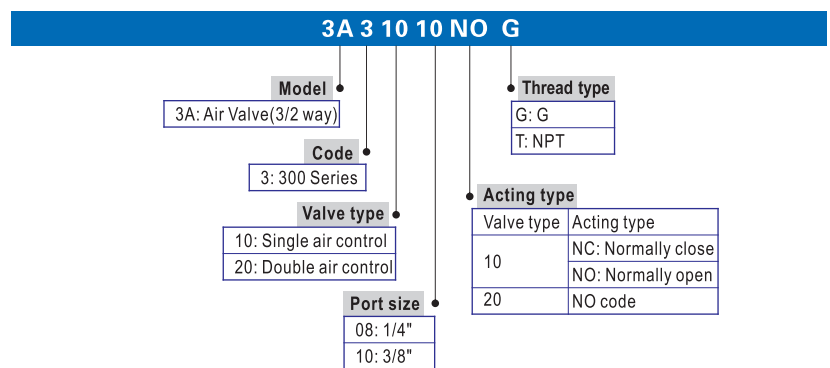 3A 3 10 10 NO G
Model
3A: Air Valve(3/2 way)
Code
3: 300 Series
Valve type
10: Single air control
20: Double air control
Port size
08: 1/4"
10: 3/8"
Thread type
G: G
T: NPT
Acting type
Valve type Acting type
10
NC: Normally close
NO: Normally open
20 NO code